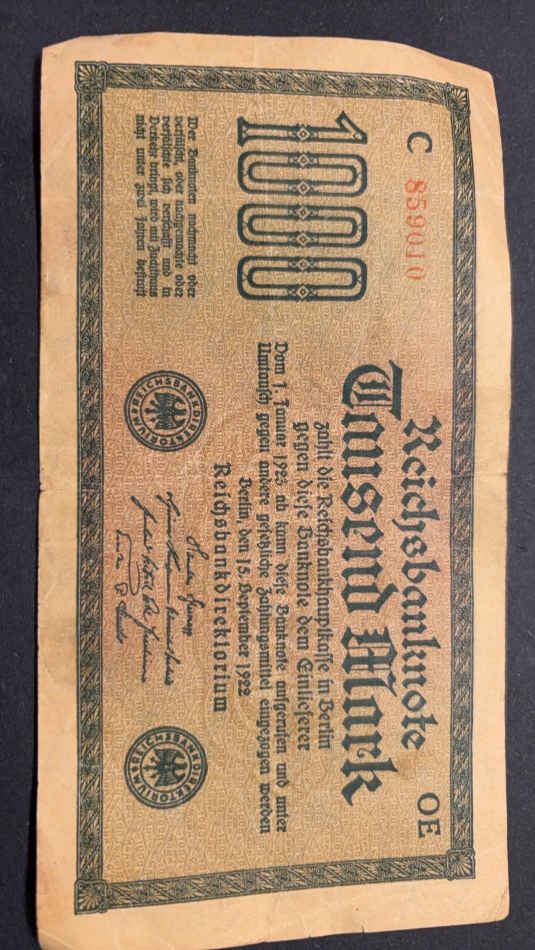 Reichsbanknote
C 859010
OE
1000
Tausend Mark
zahlt die Reichsbankhauptkasse in Berlin
gegen diese Banknote dem Einlieferer
Vom 1. Januar 1923 ab kann diese Banknote aufgerufen und unter
Umtausch gegen andere gesetzliche Zahlungsmittel eingezogen werden
Berlin, den 15. September 1922
Reichsbankdirektorium
Wer Banknoten nachmacht oder
verfälscht, oder nachgemachte oder
verfälschte sich verschafft und in
Verkehr bringt, wird mit Zuchthaus
nicht unter zwei Jahren bestraft
REICHSBANKDIREKTORIUM
REICHSBANKDIREKTORIUM